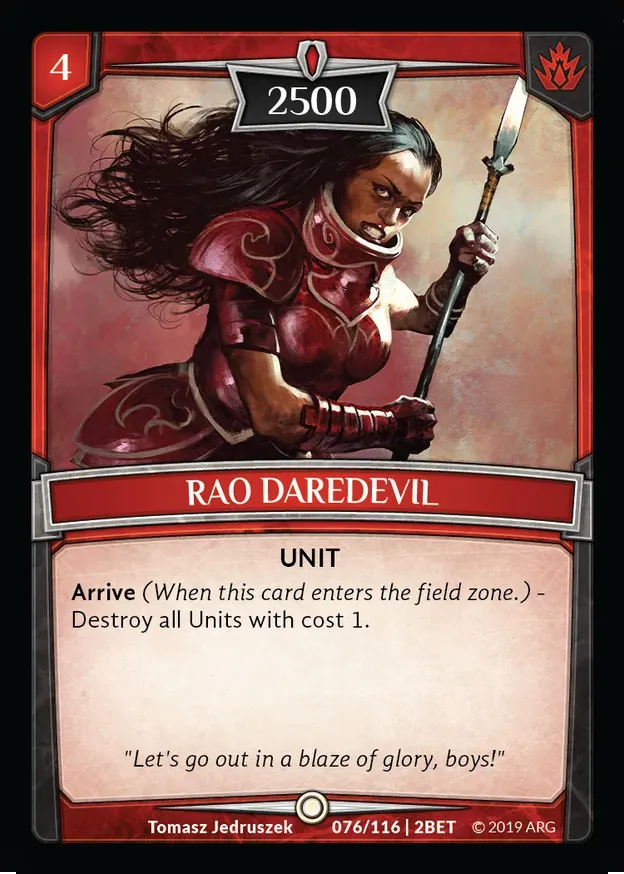 4
2500
RAO DAREDEVIL
UNIT
Arrive (When this card enters the field zone.) -
Destroy all Units with cost 1.
"Let's go out in a blaze of glory, boys!"
Tomasz Jedruszek 076/116 | 2BET © 2019 ARG